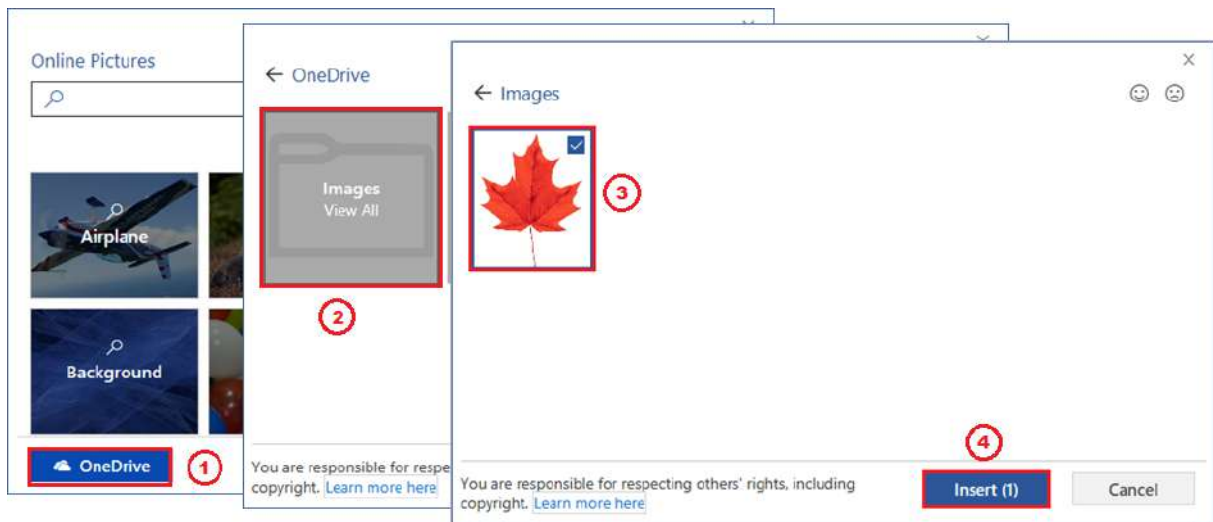 Online Pictures
Airplane
Background
OneDrive
1
← OneDrive
Images
View All
2
You are responsible for respe
copyright. Learn more here
X
← Images
3
4
You are responsible for respecting others' rights, including
copyright. Learn more here
Insert (1)
Cancel